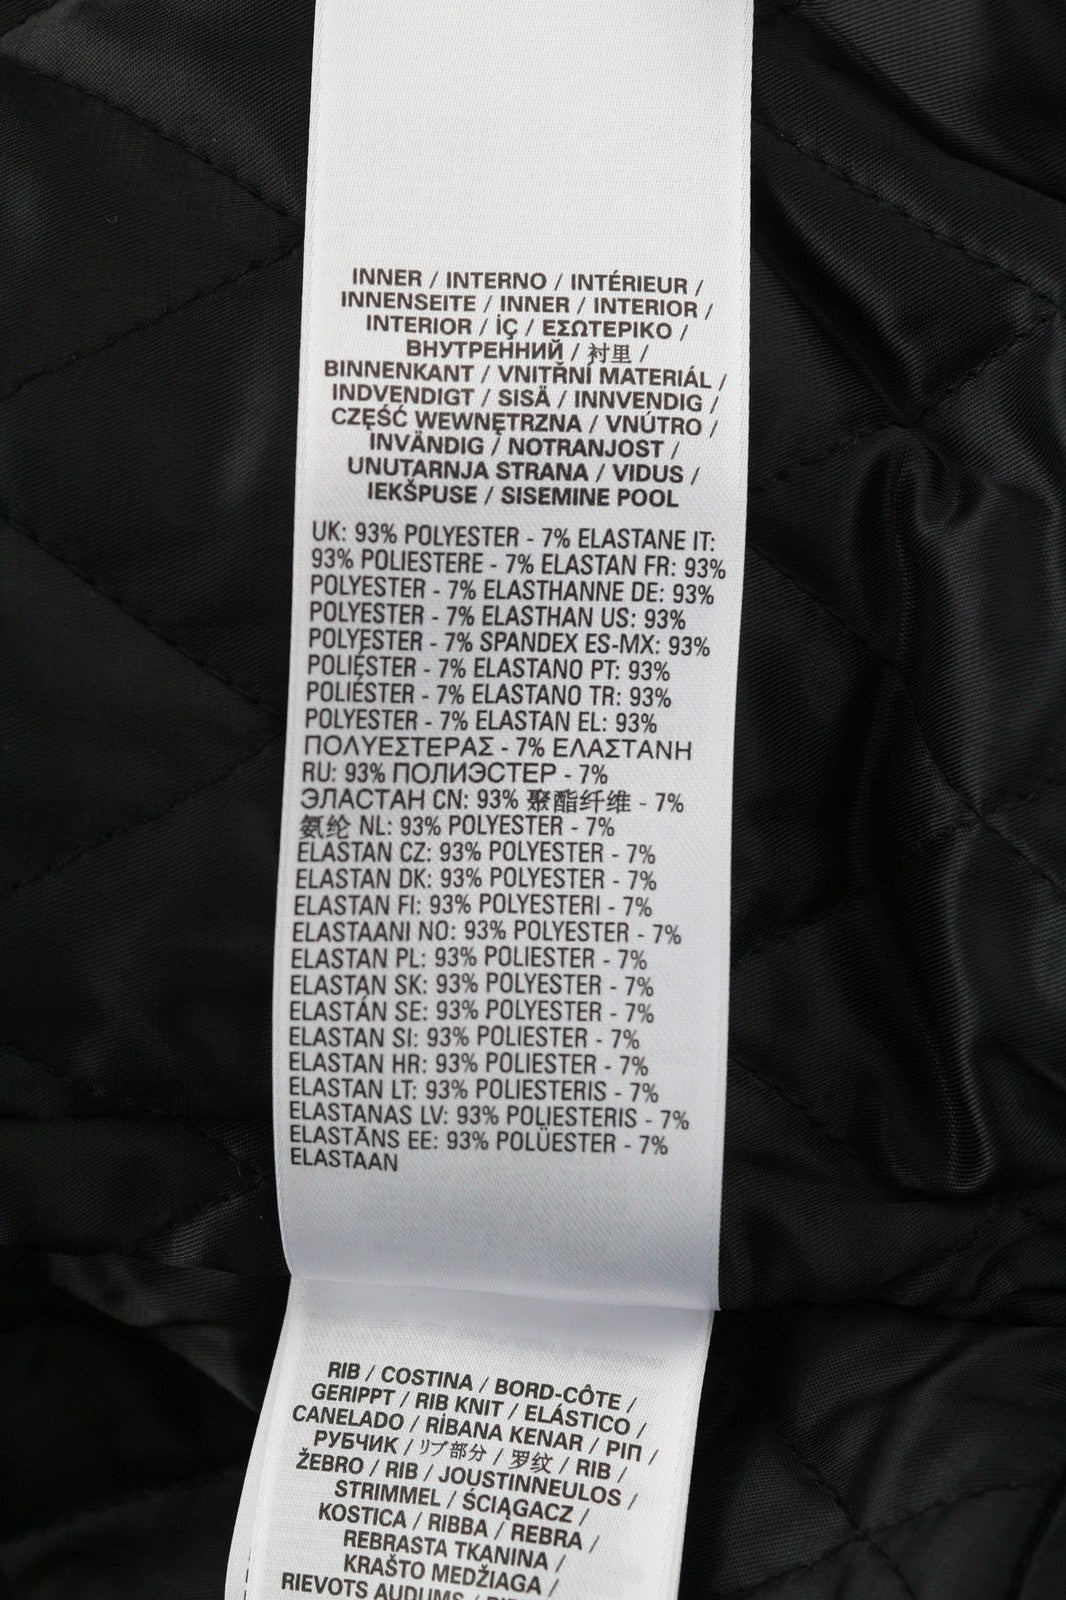 INNER / INTERNO / INTÉRIEUR /
INNENSEITE / INNER / INTERIOR /
INTERIOR / İÇ / ΕΣΩΤΕΡΙΚΟ /
ВНУТРЕННИЙ / 衬里 /
BINNENKANT / VNITŘNÍ MATERIÁL /
INDVENDIGT / SISÄ / INNVENDIG /
CZĘŚĆ WEWNĘTRZNA / VNÚTRO /
INVÄNDIG / NOTRANJOST /
UNUTARNJA STRANA / VIDUS /
IEKŠPUSE / SISEMINE POOL
UK: 93% POLYESTER - 7% ELASTANE IT:
93% POLIESTERE - 7% ELASTAN FR: 93%
POLYESTER - 7% ELASTHANNE DE: 93%
POLYESTER - 7% ELASTHAN US: 93%
POLYESTER - 7% SPANDEX ES-MX: 93%
POLIÉSTER - 7% ELASTANO PT: 93%
POLIÉSTER - 7% ELASTANO TR: 93%
POLYESTER - 7% ELASTAN EL: 93%
ΠΟΛΥΕΣΤΕΡΑΣ - 7% ΕΛΑΣΤΑΝΗ
RU: 93% ПОЛИЭСТЕР - 7%
ЭЛАСТАН CN: 93% 聚酯纤维 - 7%
氨纶 NL: 93% POLYESTER - 7%
ELASTAN CZ: 93% POLYESTER - 7%
ELASTAN DK: 93% POLYESTER - 7%
ELASTAN FI: 93% POLYESTERI - 7%
ELASTAANI NO: 93% POLYESTER - 7%
ELASTAN PL: 93% POLIESTER - 7%
ELASTAN SK: 93% POLYESTER - 7%
ELASTÁN SE: 93% POLYESTER - 7%
ELASTAN SI: 93% POLIESTER - 7%
ELASTAN HR: 93% POLIESTER - 7%
ELASTAN LT: 93% POLIESTERIS - 7%
ELASTANAS LV: 93% POLIESTERIS - 7%
ELASTĀNS EE: 93% POLÜESTER - 7%
ELASTAAN
RIB / COSTINA / BORD-CÔTE /
GERIPPT / RIB KNIT / ELÁSTICO /
CANELADO / RİBANA KENAR / ΡΙΠ /
РУБЧИК / リブ部分 / 罗纹 / RIB /
ŽEBRO / RIB / JOUSTINNEULOS /
STRIMMEL / ŚCIĄGACZ /
KOSTICA / RIBBA / REBRA /
REBRASTA TKANINA /
KRAŠTO MEDŽIAGA /
RIEVOTS AUDUMS /